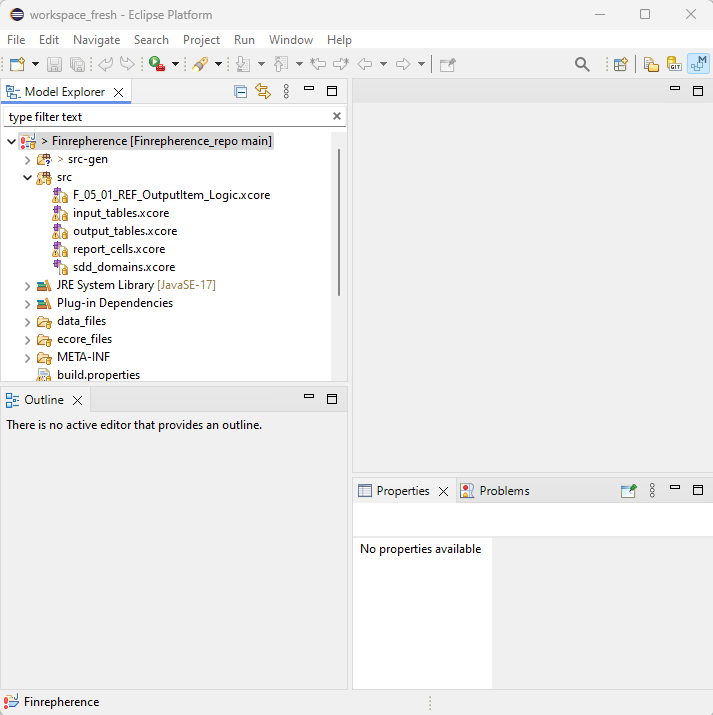 workspace_fresh - Eclipse Platform
File Edit Navigate Search Project Run Window Help
GIT M
Model Explorer
type filter text
> Finrepherence [Finrepherence_repo main]
> src-gen
src
F_05_01_REF_OutputItem_Logic.xcore
input_tables.xcore
output_tables.xcore
report_cells.xcore
sdd_domains.xcore
JRE System Library [JavaSE-17]
Plug-in Dependencies
data_files
ecore_files
META-INF
build.properties
Outline
There is no active editor that provides an outline.
Properties Problems
No properties available
Finrepherence